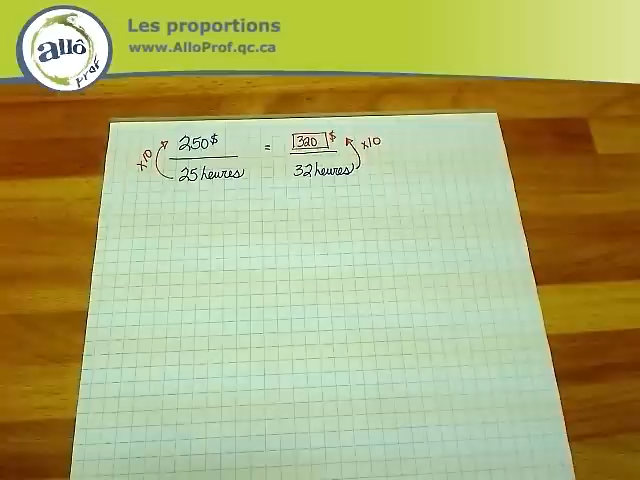 allô
prof
Les proportions
www.AlloProf.qc.ca
x10 250$ = 320 $ x10
25 heures 32 heures